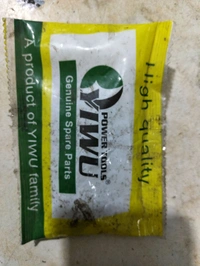 High quality
POWER TOOLS
YIWU
Genuine Spare Parts
A product of YIWU family